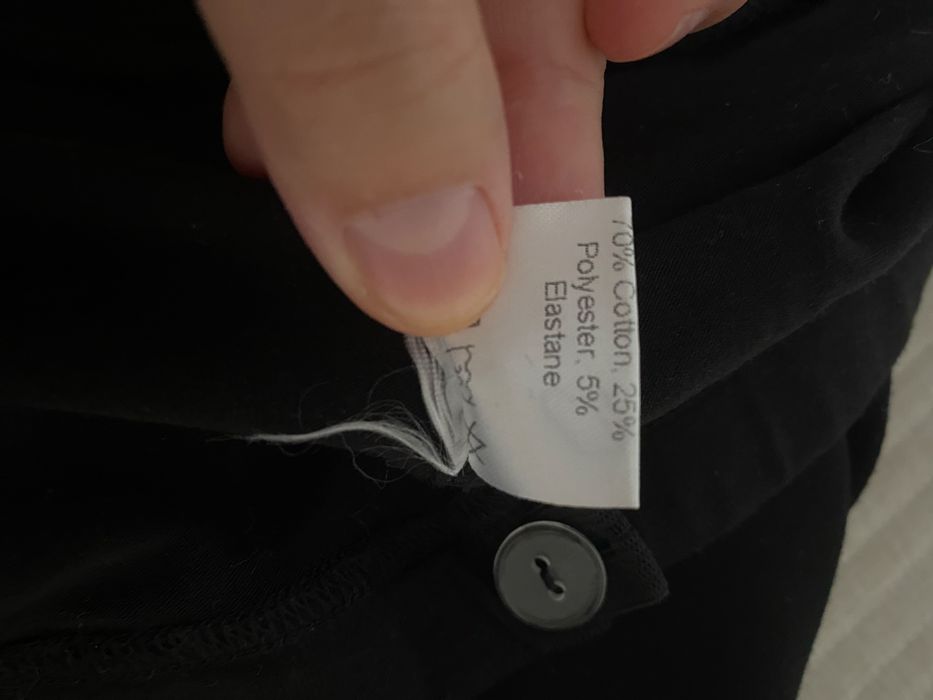 70% Cotton, 25%
Polyester, 5%
Elastane